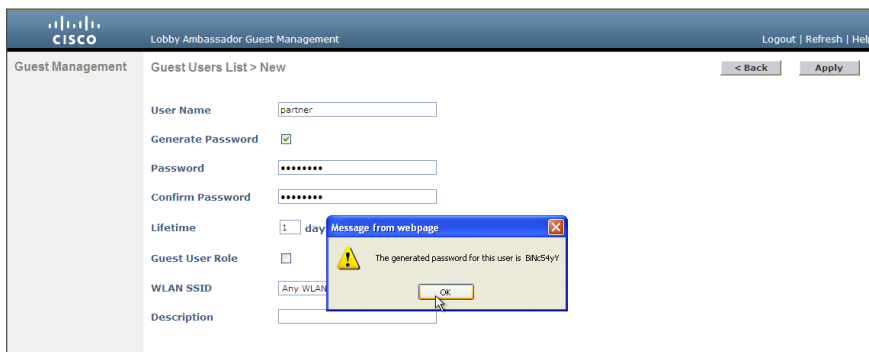 CISCO
Lobby Ambassador Guest Management
Logout | Refresh | Help
Guest Management
Guest Users List > New
< Back
Apply
User Name
partner
Generate Password
Password
••••••••
Confirm Password
••••••••
Lifetime
1 day
Message from webpage
The generated password for this user is BiNc54yY
OK
Guest User Role
WLAN SSID
Any WLAN
Description